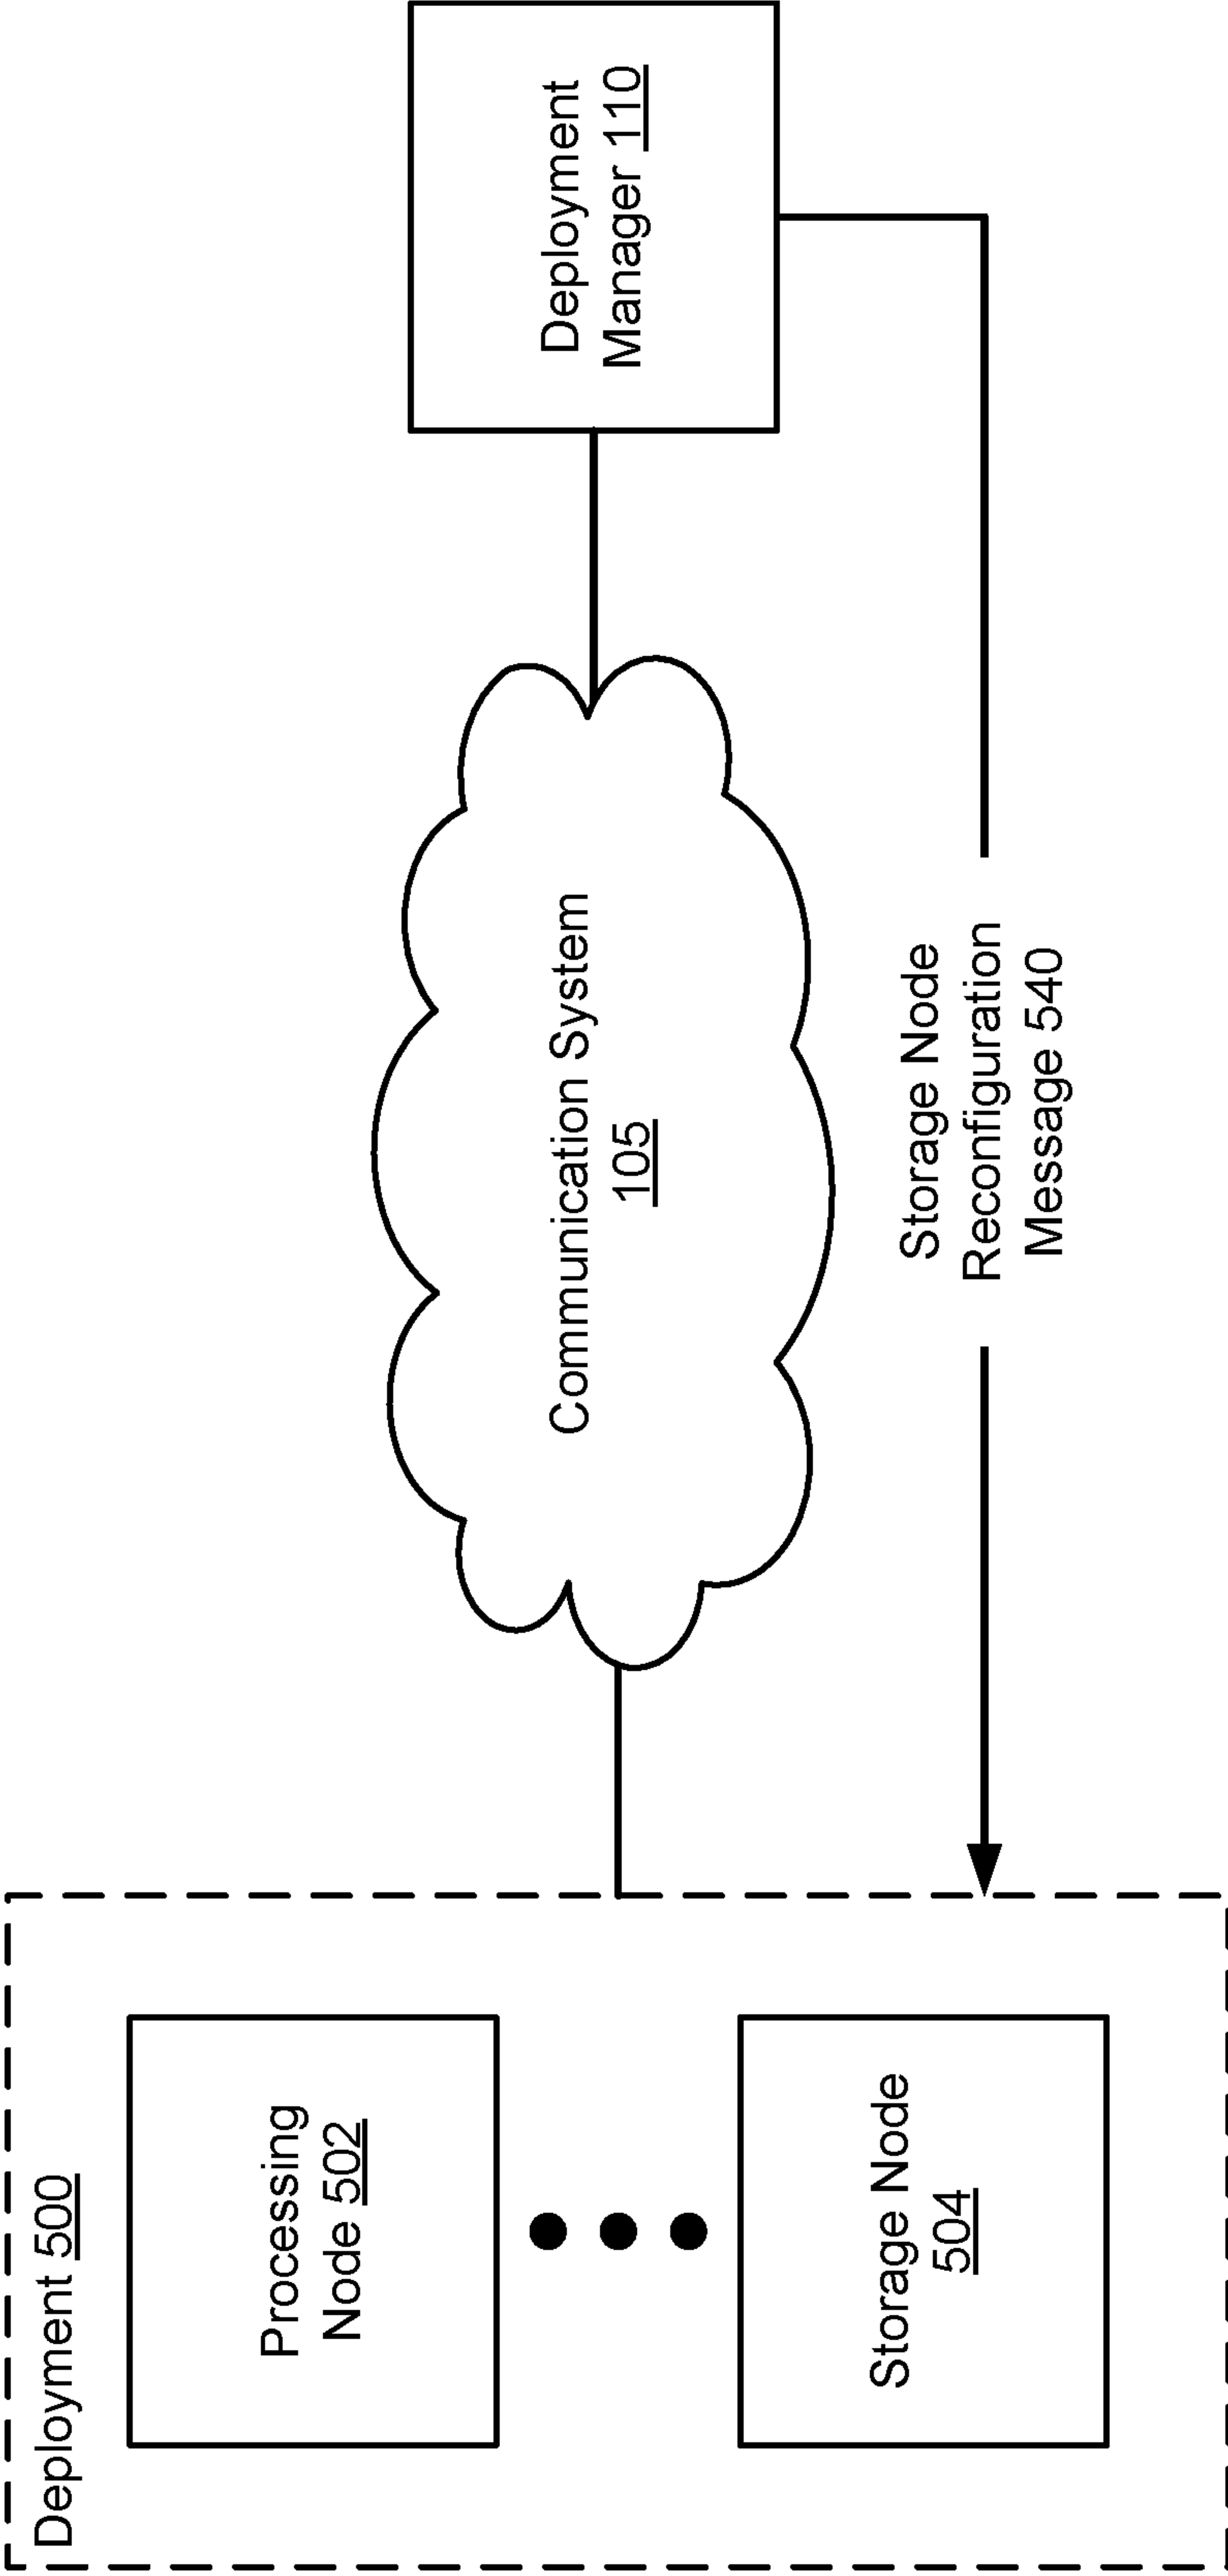 Deployment 500
Processing
Node 502
Storage Node
504
Communication System
105
Storage Node
Reconfiguration
Message 540
Deployment
Manager 110